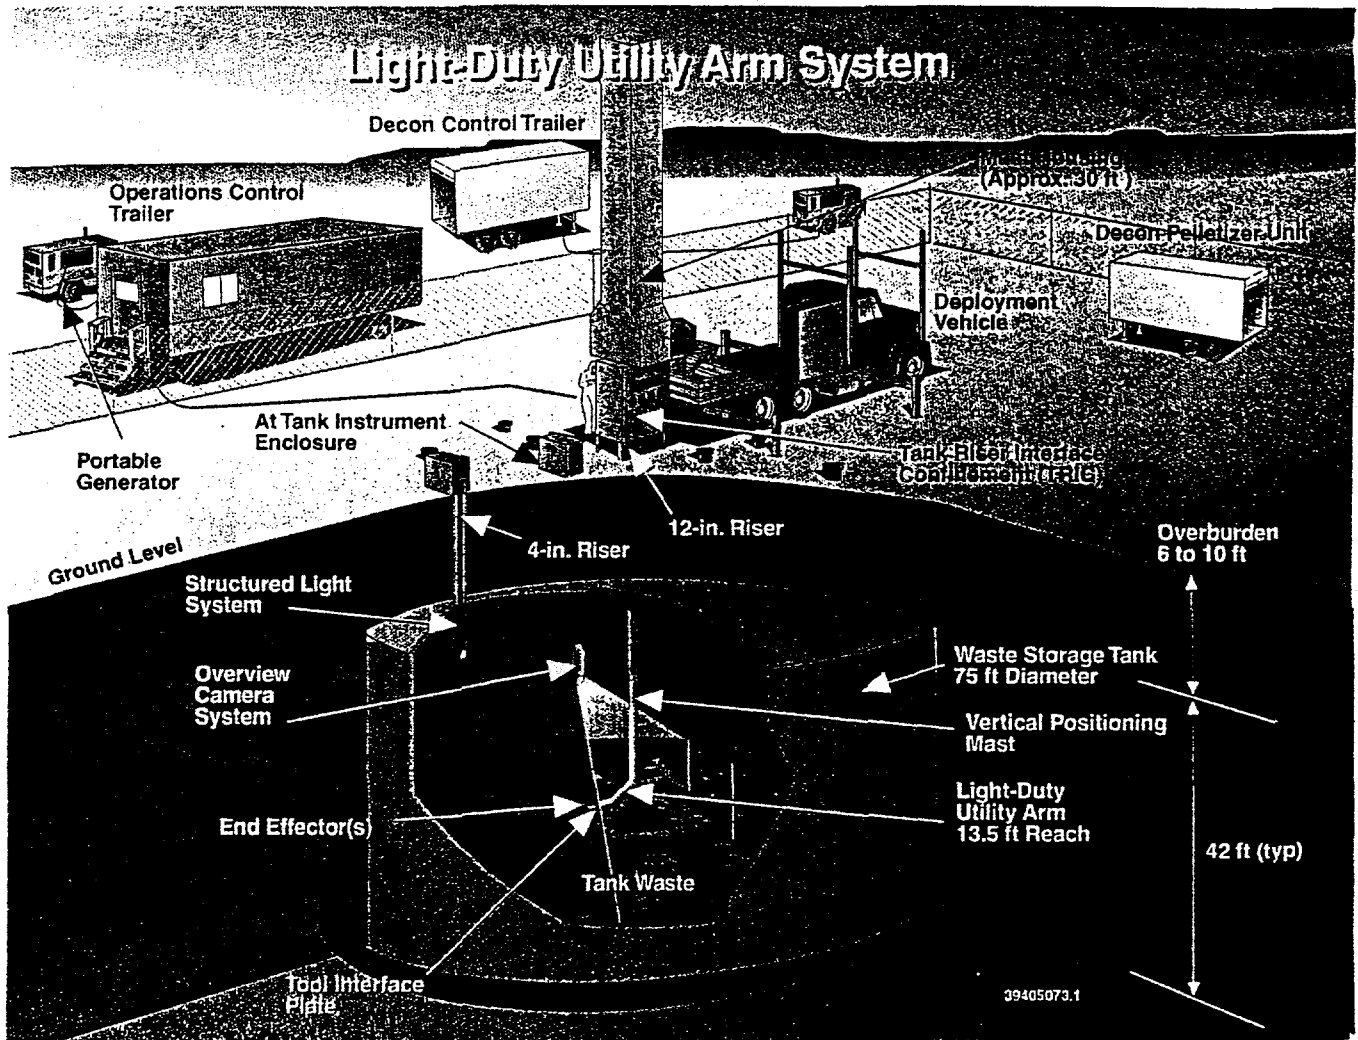 Light-Duty Utility Arm System
Decon Control Trailer
(Approx. 30 ft)
Operations Control
Trailer
Decon Pelletizer Unit
Deployment
Vehicle
At Tank Instrument
Enclosure
Portable
Generator
Tank Riser Interface
Confinement (TRIC)
12-in. Riser
4-in. Riser
Ground Level
Overburden
6 to 10 ft
Structured Light
System
Waste Storage Tank
75 ft Diameter
Overview
Camera
System
Vertical Positioning
Mast
Light-Duty
Utility Arm
13.5 ft Reach
End Effector(s)
42 ft (typ)
Tank Waste
Tool Interface
Plate
39405073.1